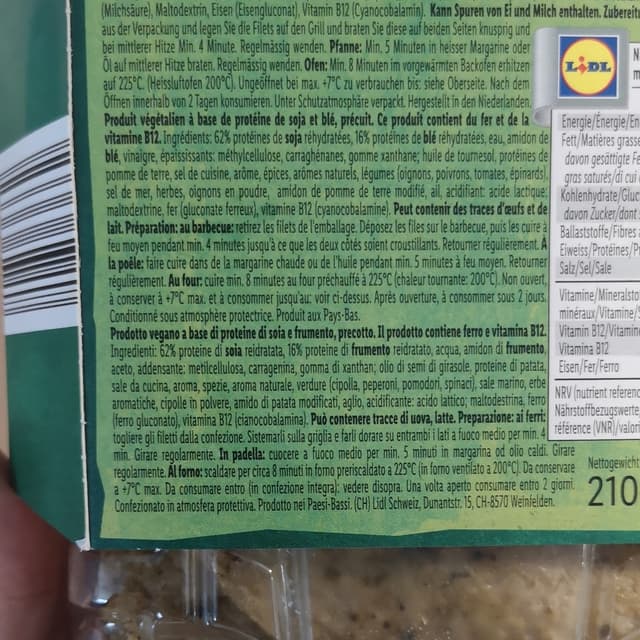 (Milchsäure), Maltodextrin, Eisen (Eisengluconat), Vitamin B12 (Cyanocobalamin). Kann Spuren von Ei und Milch enthalten. Zubereit
aus der Verpackung und legen Sie die Filets auf den Grill und braten Sie diese auf beiden Seiten knusprig und
bei mittlerer Hitze Min. 4 Minute. Regelmässig wenden. Pfanne: Min. 5 Minuten in heisser Margarine oder
Öl auf mittlerer Hitze braten. Regelmässig wenden. Ofen: Min. 8 Minuten im vorgewärmten Backofen erhitzen
auf 225°C. (Heissluftofen 200°C). Ungeöffnet bei max. +7°C zu verbrauchen bis: siehe Oberseite. Nach dem
Öffnen innerhalb von 2 Tagen konsumieren. Unter Schutzatmosphäre verpackt. Hergestellt in den Niederlanden.
Produit végétalien à base de protéine de soja et blé, précuit. Ce produit contient du fer et de la
vitamine B12. Ingrédients: 62% protéines de soja réhydratées, 16% protéines de blé réhydratées, eau, amidon de
blé, vinaigre, épaississants: méthylcellulose, carraghénanes, gomme xanthane; huile de tournesol, protéines de
pomme de terre, sel de cuisine, arôme, épices, arômes naturels, légumes (oignons, poivrons, tomates, épinards),
sel de mer, herbes, oignons en poudre, amidon de pomme de terre modifié, ail, acidifiant: acide lactique;
maltodextrine, fer (gluconate ferreux), vitamine B12 (cyanocobalamine). Peut contenir des traces d'œufs et de
lait. Préparation: au barbecue: retirez les filets de l'emballage. Déposez les filets sur le barbecue, puis les cuire à
feu moyen pendant min. 4 minutes jusqu'à ce que les deux côtés soient croustillants. Retourner régulièrement. À
la poêle: faire cuire dans de la margarine chaude ou de l'huile pendant min. 5 minutes à feu moyen. Retourner
régulièrement. Au four: cuire min. 8 minutes au four préchauffé à 225°C (chaleur tournante: 200°C). Non ouvert,
à conserver à +7°C max. et à consommer jusqu'au: voir ci-dessus. Après ouverture, à consommer sous 2 jours.
Conditionné sous atmosphère protectrice. Produit aux Pays-Bas.
Prodotto vegano a base di proteine di soia e frumento, precotto. Il prodotto contiene ferro e vitamina B12.
Ingredienti: 62% proteine di soia reidratata, 16% proteine di frumento reidratato, acqua, amidon di frumento,
aceto, addensante: metilcellulosa, carragenina, gomma di xanthan; olio di semi di girasole, proteine di patata,
sale da cucina, aroma, spezie, aroma naturale, verdure (cipolla, peperoni, pomodori, spinaci), sale marino, erbe
aromatiche, cipolle in polvere, amido di patata modificati, aglio, acidificante: acido lattico; maltodestrina, ferro
(ferro gluconato), vitamina B12 (cianocobalamina). Può contenere tracce di uova, latte. Preparazione: ai ferri:
togliere gli filetti dalla confezione. Sistemarli sulla griglia e farli dorare su entrambi i lati a fuoco medio per min. 4
min. Girare regolarmente. In padella: cuocere a fuoco medio per min. 5 minuti in margarina od olio caldi. Girare
regolarmente. Al forno: scaldare per circa 8 minuti in forno preriscaldato a 225°C (in forno ventilato a 200°C). Da conservare
a +7°C max. Da consumare entro (in confezione integra): vedere disopra. Una volta aperto consumare entro 2 giorni.
Confezionato in atmosfera protettiva. Prodotto nei Paesi-Bassi. (CH) Lidl Schweiz, Dunantstr. 15, CH-8570 Weinfelden.
LIDL
Energie/Énergie/En
Fett/Matières grasse
davon gesättigte Fe
gras saturés/di cui
Kohlenhydrate/Gluc
davon Zucker/dont
Ballaststoffe/Fibres
Eiweiss/Protéines/P
Salz/Sel/Sale
Vitamine/Mineralsto
minéraux/Vitamine/
Vitamin B12/Vitamin
Vitamina B12
Eisen/Fer/Ferro
NRV (nutrient referenc
Nährstoffbezugswerte
référence (VNR)/valori
Nettogewicht
210